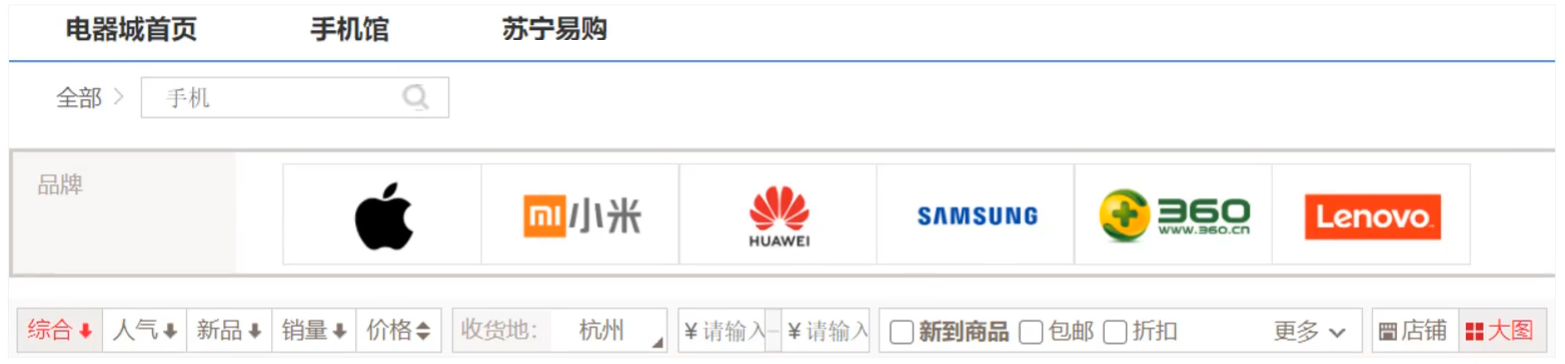 电器城首页 手机馆 苏宁易购
全部 手机
品牌
mi小米 HUAWEI SAMSUNG 360 Lenovo
www.360.cn
综合 人气 新品 销量 价格 收货地: 杭州 ¥请输入 - ¥请输入 新到商品 包邮 折扣 更多 店铺 大图